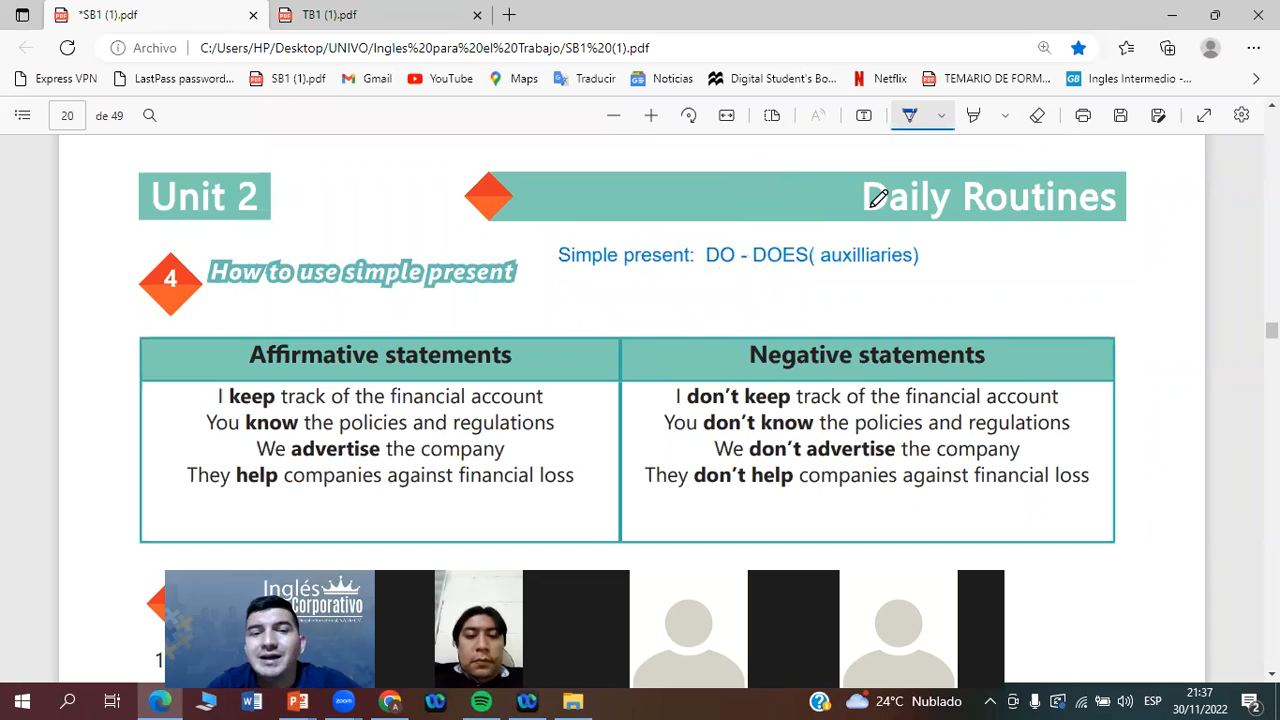 *SB1 (1).pdf
TB1 (1).pdf
Archivo C:/Users/HP/Desktop/UNIVO/Ingles%20para%20el%20Trabajo/SB1%20(1).pdf
Express VPN LastPass password... SB1 (1).pdf Gmail YouTube Maps Traducir Noticias Digital Student's Bo... Netflix TEMARIO DE FORM... Ingles Intermedio -...
20 de 49
Unit 2
Daily Routines
4 How to use simple present
Simple present: DO - DOES( auxilliaries)
Affirmative statements
I keep track of the financial account
You know the policies and regulations
We advertise the company
They help companies against financial loss
Negative statements
I don't keep track of the financial account
You don't know the policies and regulations
We don't advertise the company
They don't help companies against financial loss
Inglés
Corporativo
1
24°C Nublado
ESP
21:37
30/11/2022
2